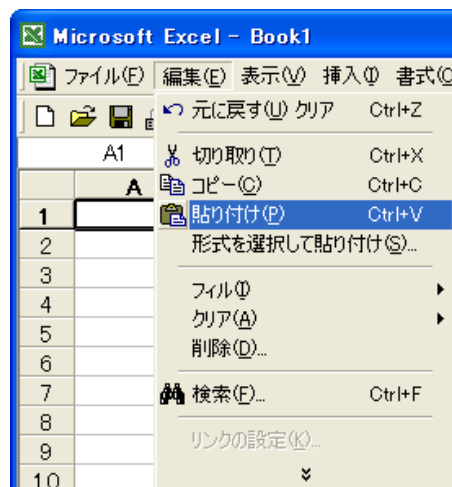 Microsoft Excel - Book1
ファイル(F) 編集(E) 表示(V) 挿入(I) 書式(O
元に戻す(U) クリア Ctrl+Z
A1
切り取り(T) Ctrl+X
A
コピー(C) Ctrl+C
1
貼り付け(P) Ctrl+V
2
形式を選択して貼り付け(S)...
3
フィル(I)
4
クリア(A)
5
削除(D)...
6
7
検索(F)... Ctrl+F
8
リンクの設定(K)...
9
10